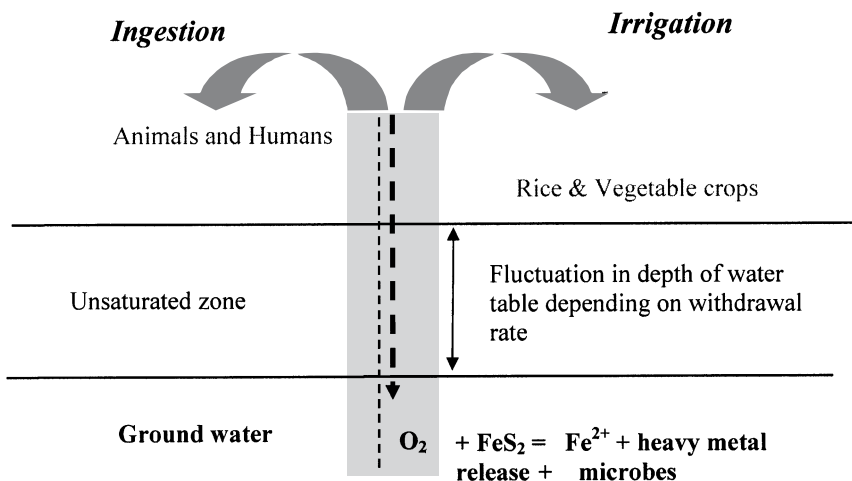 Ingestion
Irrigation
Animals and Humans
Rice & Vegetable crops
Unsaturated zone
Fluctuation in depth of water
table depending on withdrawal
rate
Ground water
O₂ + FeS₂ = Fe²⁺ + heavy metal
release + microbes